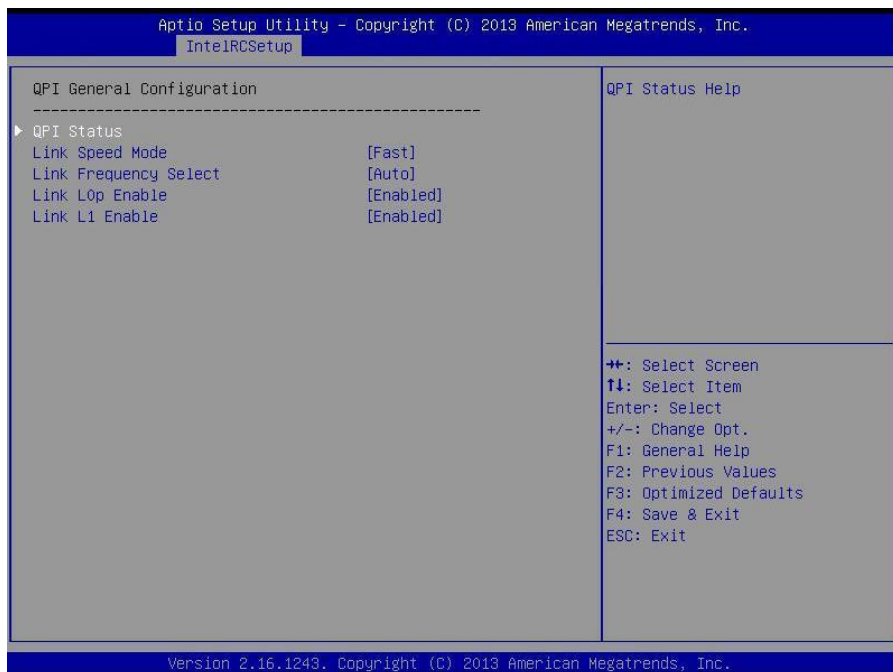 Aptio Setup Utility – Copyright (C) 2013 American Megatrends, Inc.
IntelRCSetup
QPI General Configuration
--------------------------------------------------
QPI Status
Link Speed Mode [Fast]
Link Frequency Select [Auto]
Link L0p Enable [Enabled]
Link L1 Enable [Enabled]
QPI Status Help
→←: Select Screen
↑↓: Select Item
Enter: Select
+/-: Change Opt.
F1: General Help
F2: Previous Values
F3: Optimized Defaults
F4: Save & Exit
ESC: Exit
Version 2.16.1243. Copyright (C) 2013 American Megatrends, Inc.